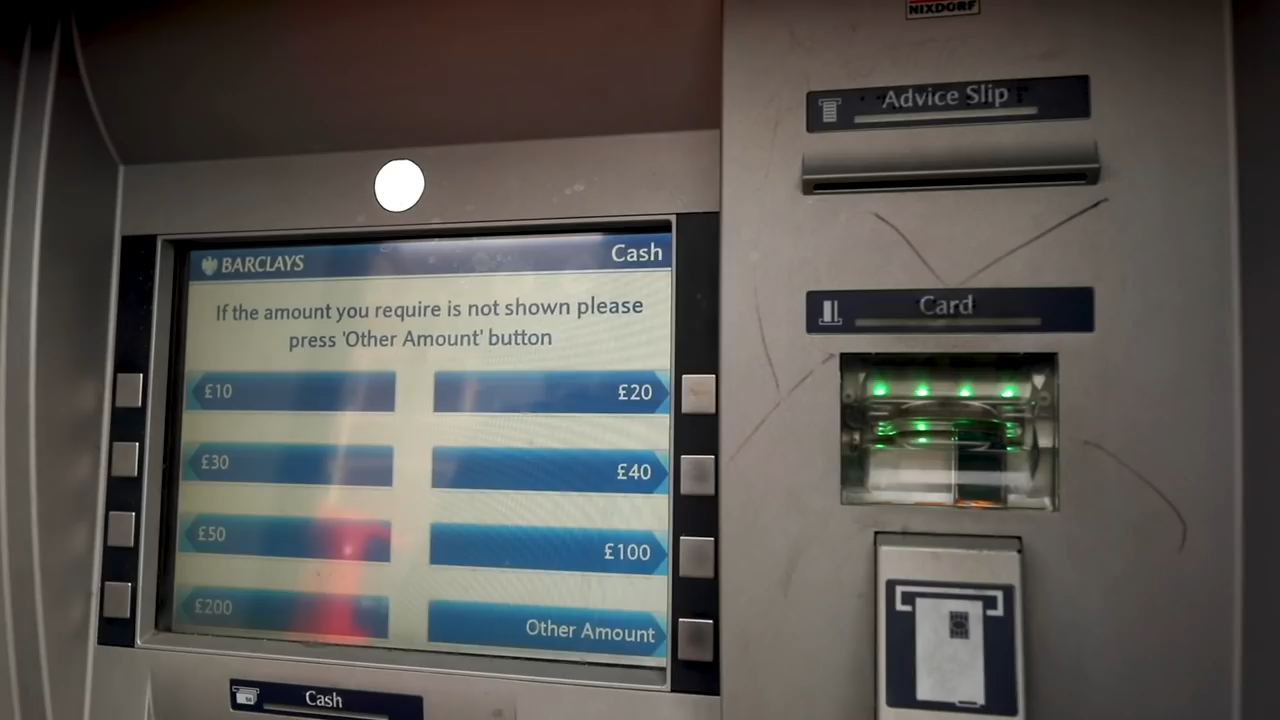 NIXDORF
Advice Slip
BARCLAYS
Cash
If the amount you require is not shown please
press 'Other Amount' button
£10
£20
£30
£40
£50
£100
£200
Other Amount
Card
Cash